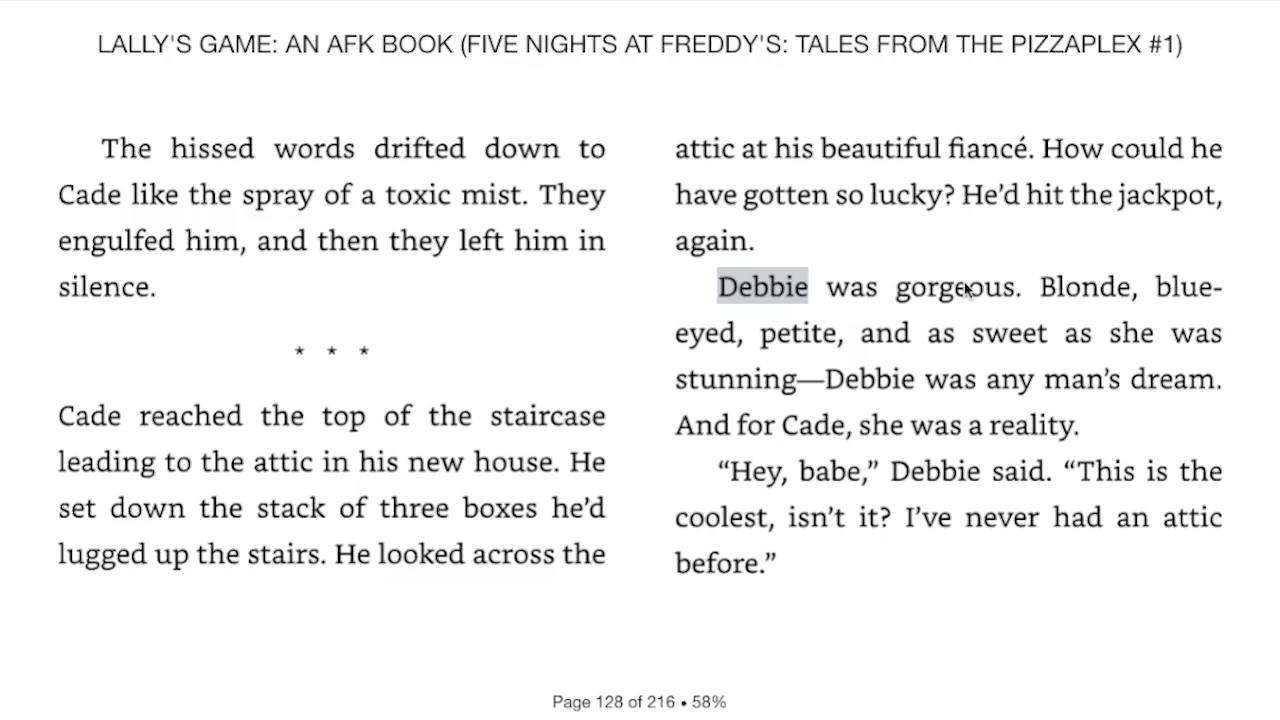 LALLY'S GAME: AN AFK BOOK (FIVE NIGHTS AT FREDDY'S: TALES FROM THE PIZZAPLEX #1)
The hissed words drifted down to
Cade like the spray of a toxic mist. They
engulfed him, and then they left him in
silence.
* * *
Cade reached the top of the staircase
leading to the attic in his new house. He
set down the stack of three boxes he’d
lugged up the stairs. He looked across the
attic at his beautiful fiancé. How could he
have gotten so lucky? He’d hit the jackpot,
again.
Debbie was gorgeous. Blonde, blue-
eyed, petite, and as sweet as she was
stunning—Debbie was any man’s dream.
And for Cade, she was a reality.
“Hey, babe,” Debbie said. “This is the
coolest, isn’t it? I’ve never had an attic
before.”
Page 128 of 216 • 58%